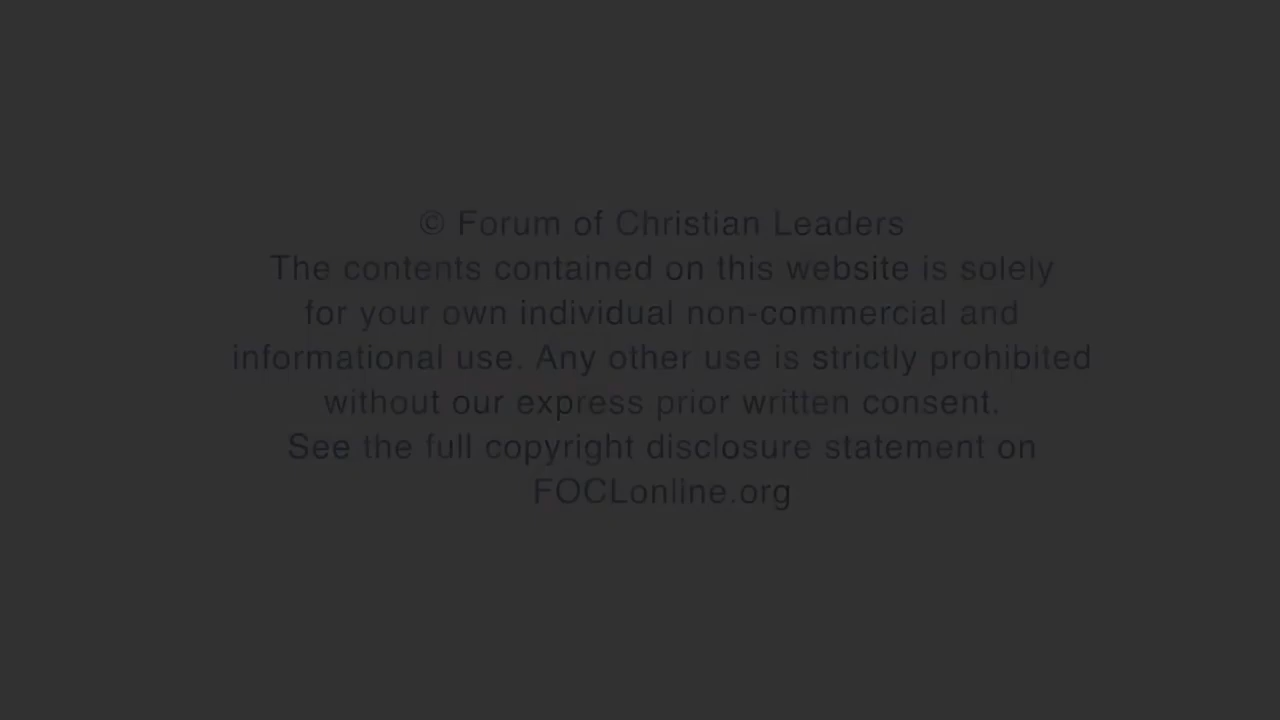 © Forum of Christian Leaders
The contents contained on this website is solely
for your own individual non-commercial and
informational use. Any other use is strictly prohibited
without our express prior written consent.
See the full copyright disclosure statement on
FOCLonline.org